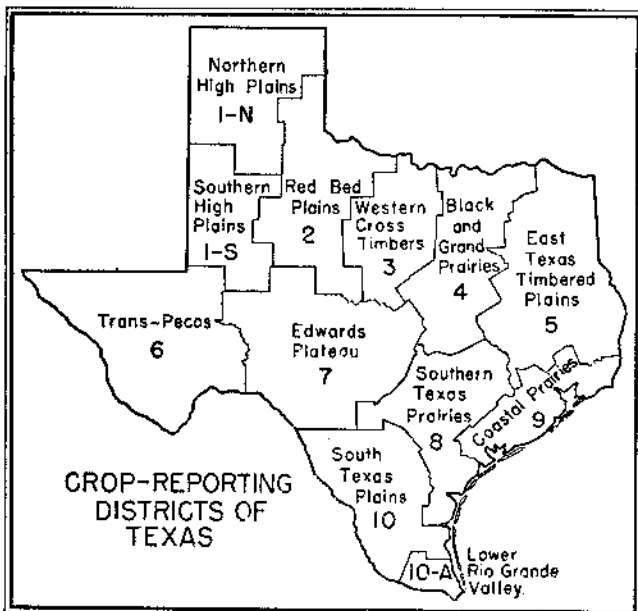 Northern
High Plains
1-N
Southern
High
Plains
1-S
Red Bed
Plains
2
Western
Cross
Timbers
3
Black
and
Grand
Prairies
4
East
Texas
Timbered
Plains
5
Trans-Pecos
6
Edwards
Plateau
7
Southern
Texas
Prairies
8
Coastal Prairies
9
South
Texas
Plains
10
10-A
Lower
Rio Grande
Valley.
CROP-REPORTING
DISTRICTS OF
TEXAS